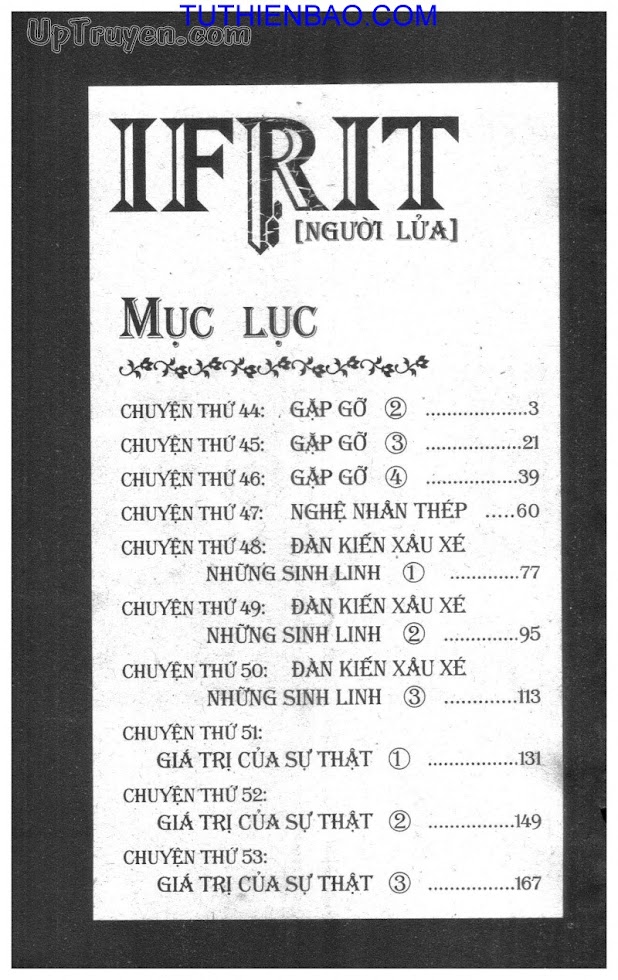 TUTHIENBAO.COM
UpTruyen.com
IFRIT
[NGƯỜI LỬA]
MỤC LỤC
CHUYỆN THỨ 44: GẶP GỠ ② ...................3
CHUYỆN THỨ 45: GẶP GỠ ③ ..................21
CHUYỆN THỨ 46: GẶP GỠ ④ .................39
CHUYỆN THỨ 47: NGHỆ NHÂN THÉP .....60
CHUYỆN THỨ 48: ĐÀN KIẾN XÂU XÉ
NHỮNG SINH LINH ① .............77
CHUYỆN THỨ 49: ĐÀN KIẾN XÂU XÉ
NHỮNG SINH LINH ② ..............95
CHUYỆN THỨ 50: ĐÀN KIẾN XÂU XÉ
NHỮNG SINH LINH ③ .............113
CHUYỆN THỨ 51:
GIÁ TRỊ CỦA SỰ THẬT ① .................131
CHUYỆN THỨ 52:
GIÁ TRỊ CỦA SỰ THẬT ② ................149
CHUYỆN THỨ 53:
GIÁ TRỊ CỦA SỰ THẬT ③ ................167